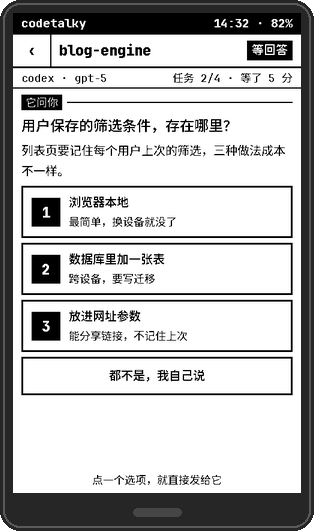 codetalky 14:32 · 82%
‹ blog-engine 等回答
codex · gpt-5 任务 2/4 · 等了 5 分
它问你
用户保存的筛选条件，存在哪里？
列表页要记住每个用户上次的筛选，三种做法成本
不一样。
1 浏览器本地
最简单，换设备就没了
2 数据库里加一张表
跨设备，要写迁移
3 放进网址参数
能分享链接，不记住上次
都不是，我自己说
点一个选项，就直接发给它